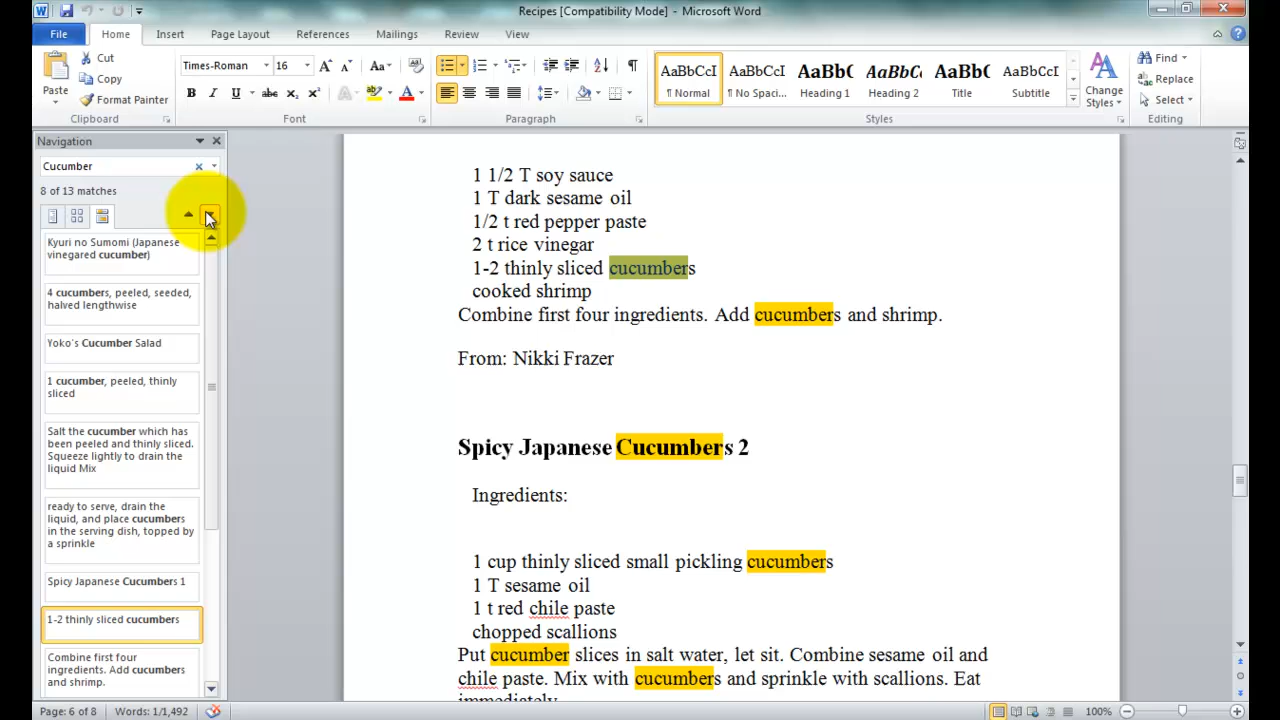 Recipes [Compatibility Mode] - Microsoft Word
File Home Insert Page Layout References Mailings Review View
Paste
Cut
Copy
Format Painter
Clipboard
Times-Roman 16
B I U abc x₂ x²
Font
Paragraph
AaBbCcI AaBbCcI AaBbC AaBbCc AaBbC AaBbCcI
¶ Normal ¶ No Spaci... Heading 1 Heading 2 Title Subtitle
Change
Styles
Styles
Find
Replace
Select
Editing
Navigation
Cucumber
8 of 13 matches
Kyuri no Sumomi (Japanese
vinegared cucumber)
4 cucumbers, peeled, seeded,
halved lengthwise
Yoko's Cucumber Salad
1 cucumber, peeled, thinly
sliced
Salt the cucumber which has
been peeled and thinly sliced.
Squeeze lightly to drain the
liquid Mix
ready to serve, drain the
liquid, and place cucumbers
in the serving dish, topped by
a sprinkle
Spicy Japanese Cucumbers 1
1-2 thinly sliced cucumbers
Combine first four
ingredients. Add cucumbers
and shrimp.
1 1/2 T soy sauce
1 T dark sesame oil
1/2 t red pepper paste
2 t rice vinegar
1-2 thinly sliced cucumbers
cooked shrimp
Combine first four ingredients. Add cucumbers and shrimp.
From: Nikki Frazer
Spicy Japanese Cucumbers 2
Ingredients:
1 cup thinly sliced small pickling cucumbers
1 T sesame oil
1 t red chile paste
chopped scallions
Put cucumber slices in salt water, let sit. Combine sesame oil and
chile paste. Mix with cucumbers and sprinkle with scallions. Eat
immediately
Page: 6 of 8 Words: 1/1,492 100%